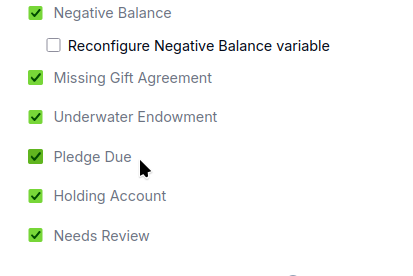 Negative Balance
Reconfigure Negative Balance variable
Missing Gift Agreement
Underwater Endowment
Pledge Due
Holding Account
Needs Review